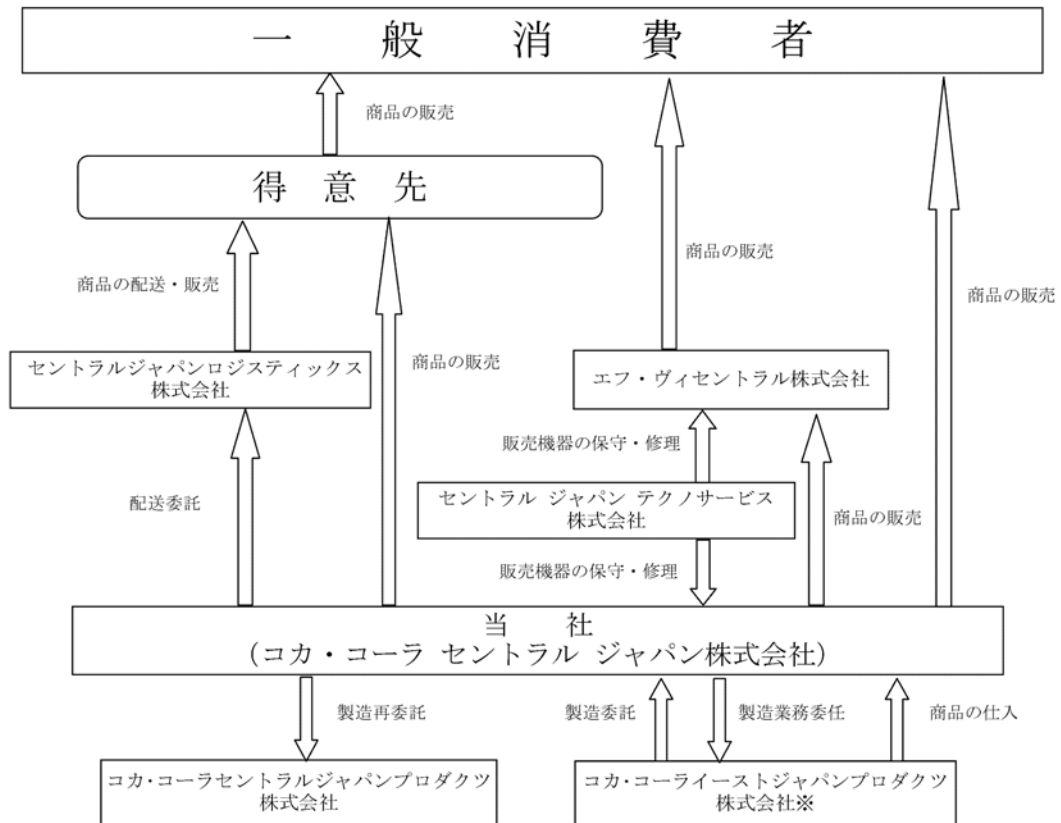 一般消費者
商品の販売
得意先
商品の配送・販売
商品の販売
商品の販売
商品の販売
セントラルジャパンロジスティックス
株式会社
エフ・ヴィセントラル株式会社
販売機器の保守・修理
配送委託
セントラル ジャパン テクノサービス
株式会社
商品の販売
販売機器の保守・修理
当社
（コカ・コーラ セントラル ジャパン株式会社）
製造再委託
製造委託
製造業務委任
商品の仕入
コカ・コーラセントラルジャパンプロダクツ
株式会社
コカ・コーライーストジャパンプロダクツ
株式会社※